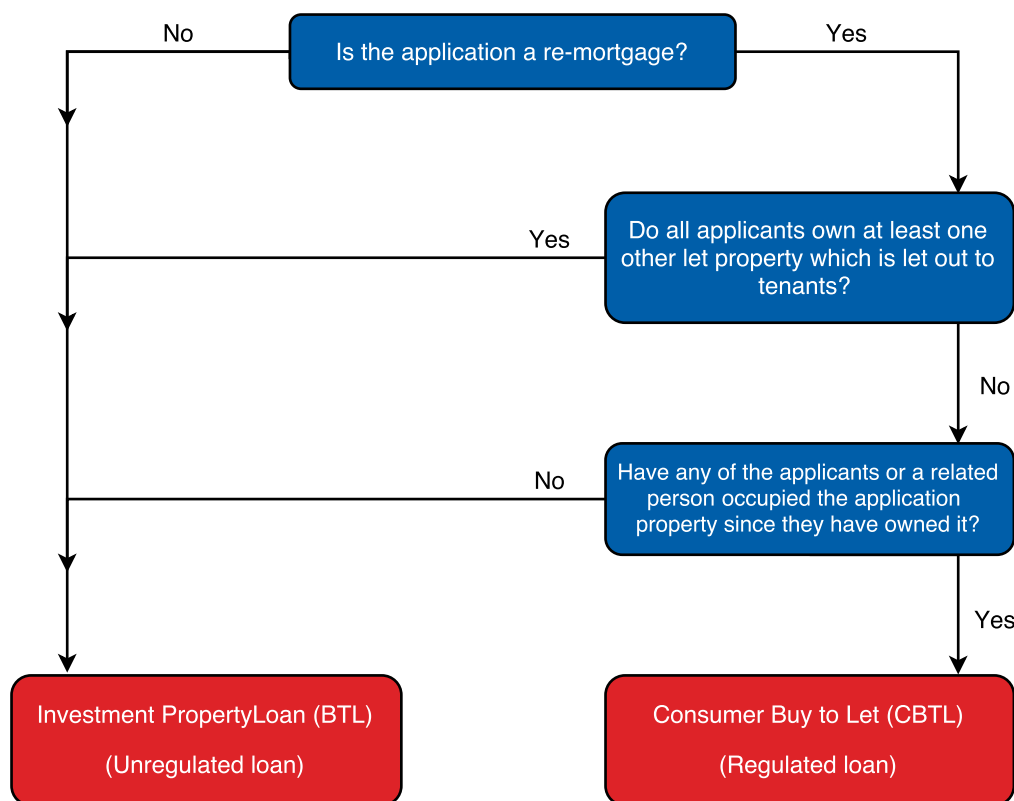 No
Is the application a re-mortgage?
Yes
Do all applicants own at least one
other let property which is let out to
tenants?
Yes
No
Have any of the applicants or a related
person occupied the application
property since they have owned it?
No
Yes
Investment PropertyLoan (BTL)
(Unregulated loan)
Consumer Buy to Let (CBTL)
(Regulated loan)